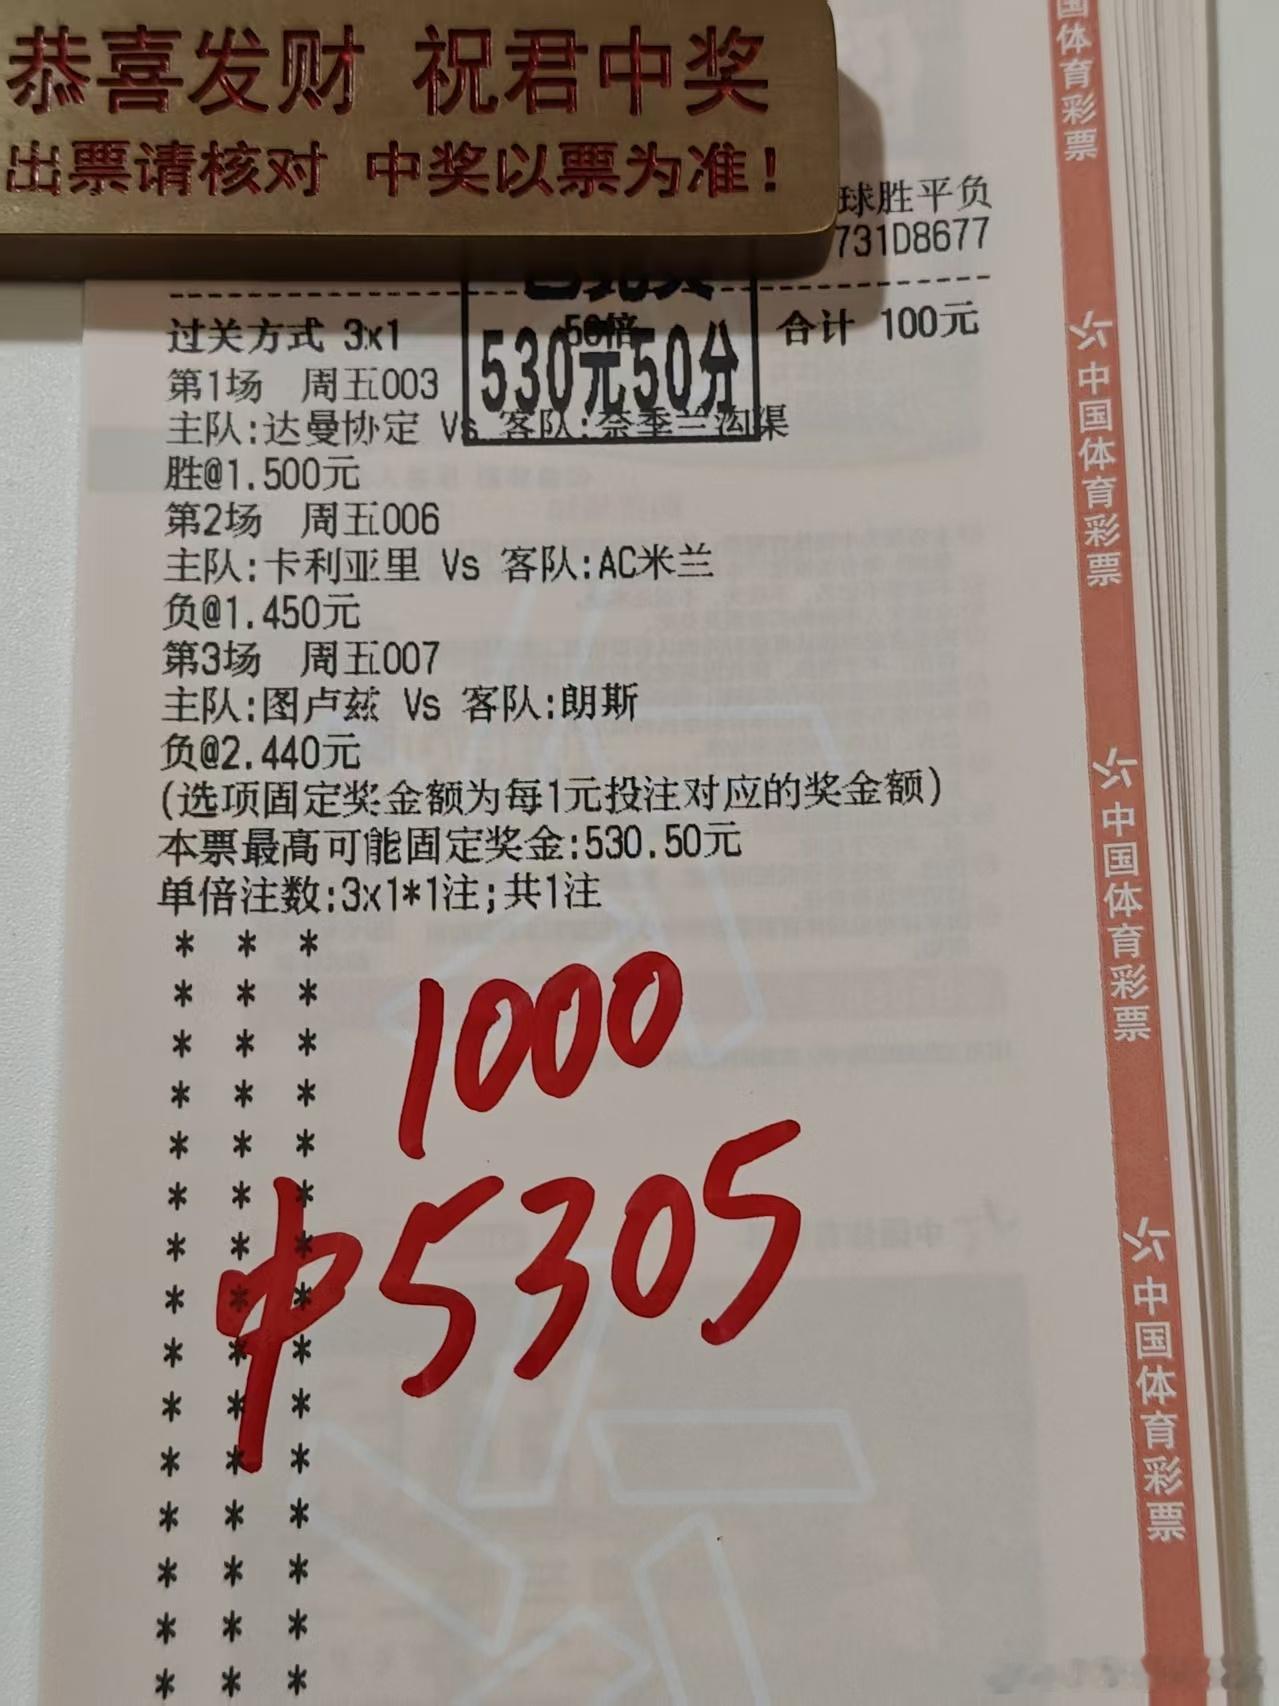 恭喜发财 祝君中奖
出票请核对 中奖以票为准！
球胜平负
731D8677
过关方式 3x1 50倍 合计 100元
530元50分
第1场 周五003
主队:达曼协定 Vs 客队:奈季兰沟渠
胜@1.500元
第2场 周五006
主队:卡利亚里 Vs 客队:AC米兰
负@1.450元
第3场 周五007
主队:图卢兹 Vs 客队:朗斯
负@2.440元
(选项固定奖金额为每1元投注对应的奖金额)
本票最高可能固定奖金:530.50元
单倍注数:3x1*1注;共1注
1000
中5305
国体育彩票
中国体育彩票
中国体育彩票
中国体育彩票